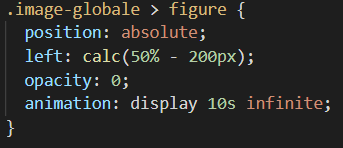 .image-globale > figure {
  position: absolute;
  left: calc(50% - 200px);
  opacity: 0;
  animation: display 10s infinite;
}